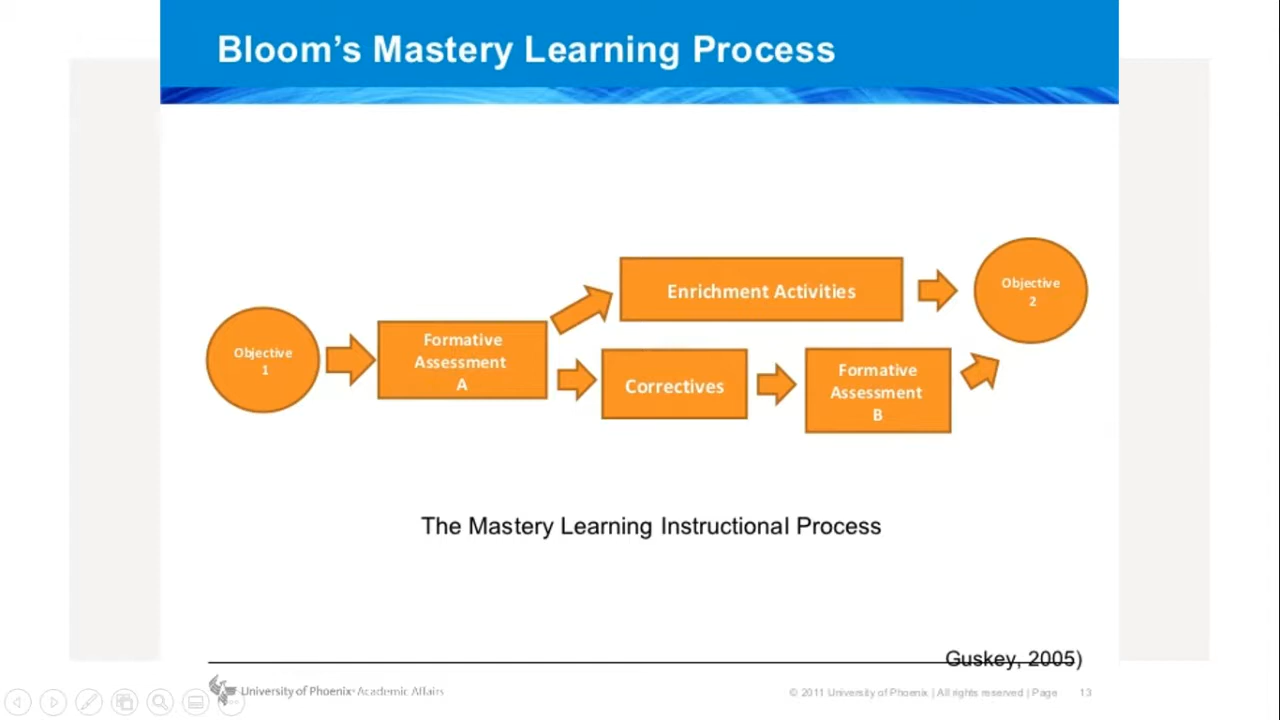 Bloom’s Mastery Learning Process
Objective
1
Formative
Assessment
A
Enrichment Activities
Correctives
Formative
Assessment
B
Objective
2
The Mastery Learning Instructional Process
Guskey, 2005)
University of Phoenix® Academic Affairs
© 2011 University of Phoenix | All rights reserved | Page 13